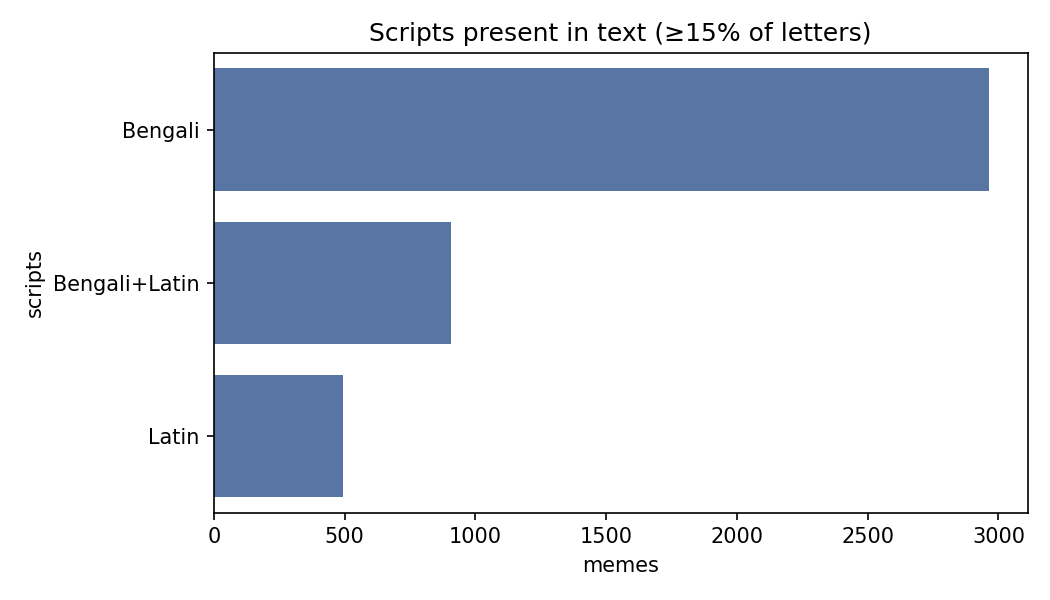 Scripts present in text (≥15% of letters)
Bengali
Bengali+Latin
Latin
scripts
0 500 1000 1500 2000 2500 3000
memes